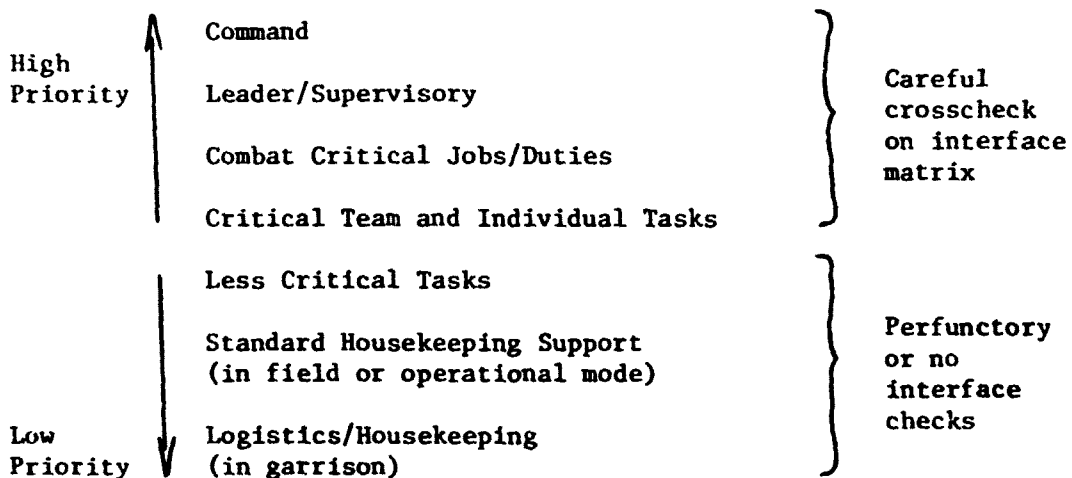 Command
High
Priority
Leader/Supervisory
Combat Critical Jobs/Duties
Critical Team and Individual Tasks
Careful
crosscheck
on interface
matrix
Less Critical Tasks
Standard Housekeeping Support
(in field or operational mode)
Logistics/Housekeeping
(in garrison)
Low
Priority
Perfunctory
or no
interface
checks